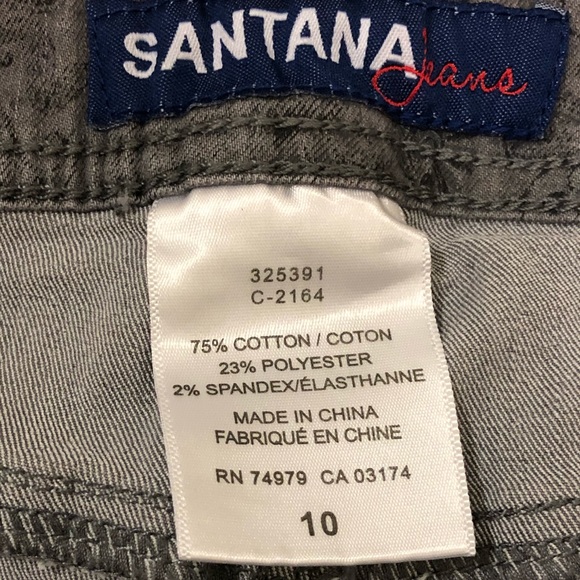 SANTANA Jeans
325391
C-2164
75% COTTON / COTON
23% POLYESTER
2% SPANDEX/ÉLASTHANNE
MADE IN CHINA
FABRIQUÉ EN CHINE
RN 74979 CA 03174
10